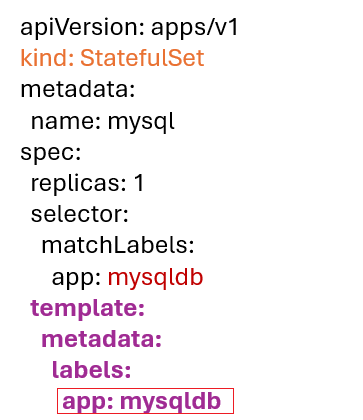 apiVersion: apps/v1
kind: StatefulSet
metadata:
  name: mysql
spec:
  replicas: 1
  selector:
    matchLabels:
      app: mysqldb
  template:
    metadata:
      labels:
        app: mysqldb